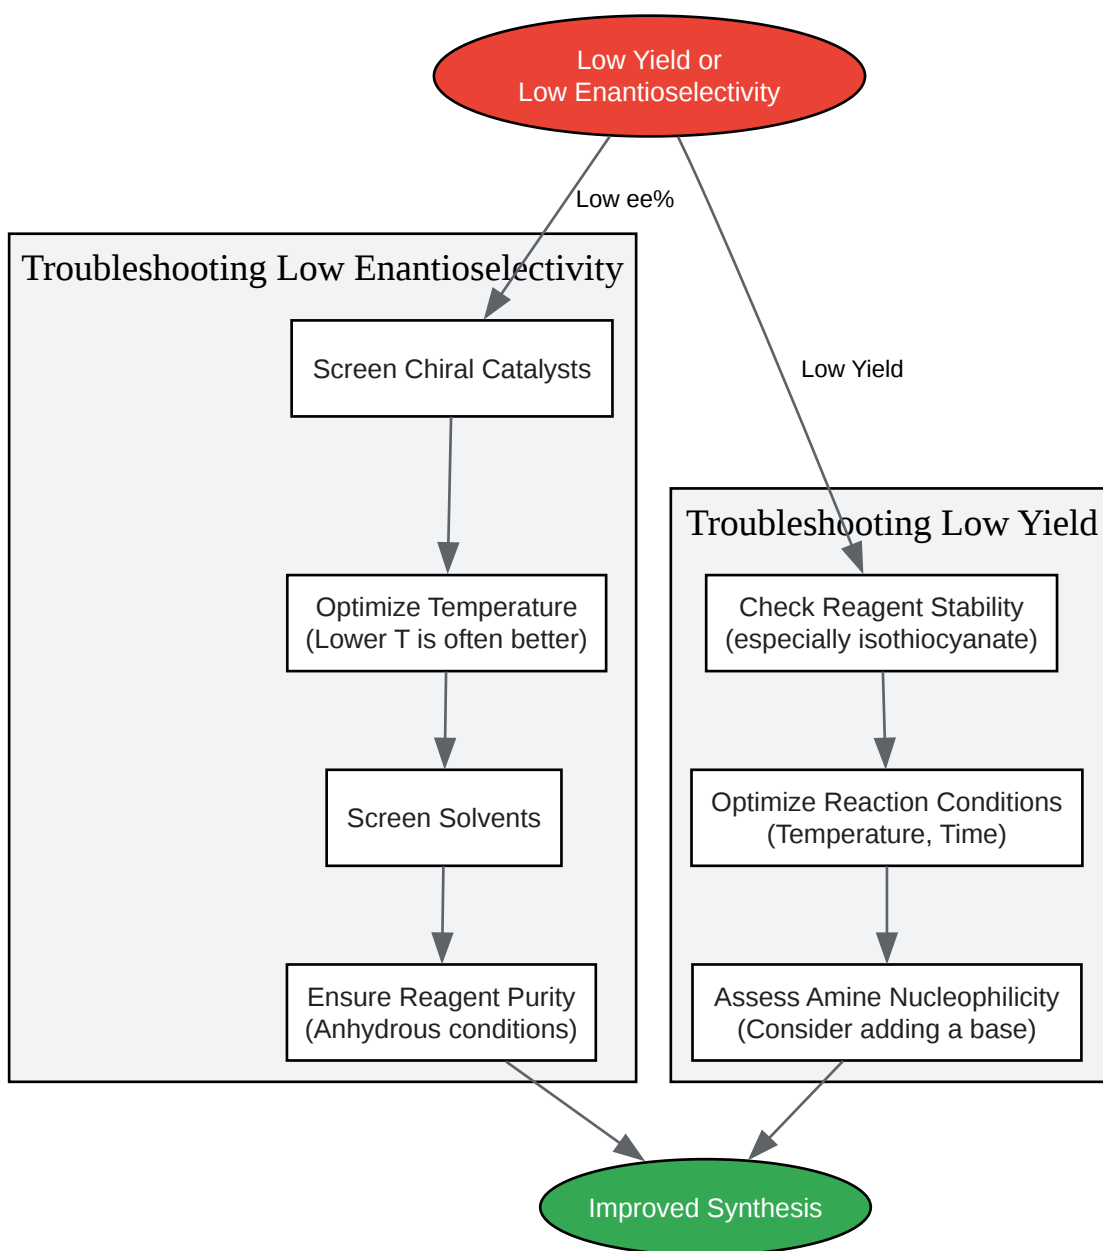 Low Yield or
Low Enantioselectivity
Low ee%
Troubleshooting Low Enantioselectivity
Screen Chiral Catalysts
Optimize Temperature
(Lower T is often better)
Screen Solvents
Ensure Reagent Purity
(Anhydrous conditions)
Low Yield
Troubleshooting Low Yield
Check Reagent Stability
(especially isothiocyanate)
Optimize Reaction Conditions
(Temperature, Time)
Assess Amine Nucleophilicity
(Consider adding a base)
Improved Synthesis